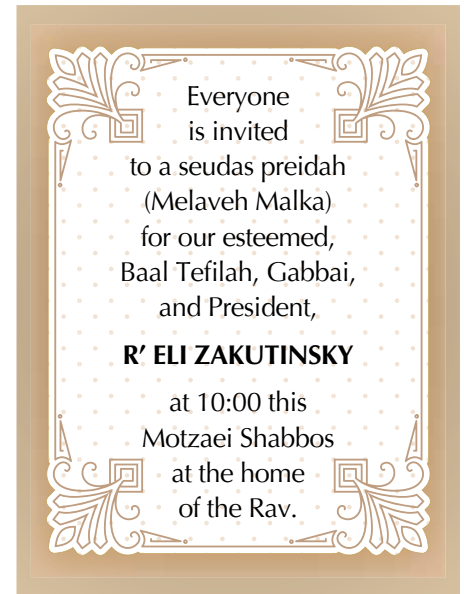 Everyone
is invited
to a seudas preidah
(Melaveh Malka)
for our esteemed,
Baal Tefilah, Gabbai,
and President,
R’ ELI ZAKUTINSKY
at 10:00 this
Motzaei Shabbos
at the home
of the Rav.